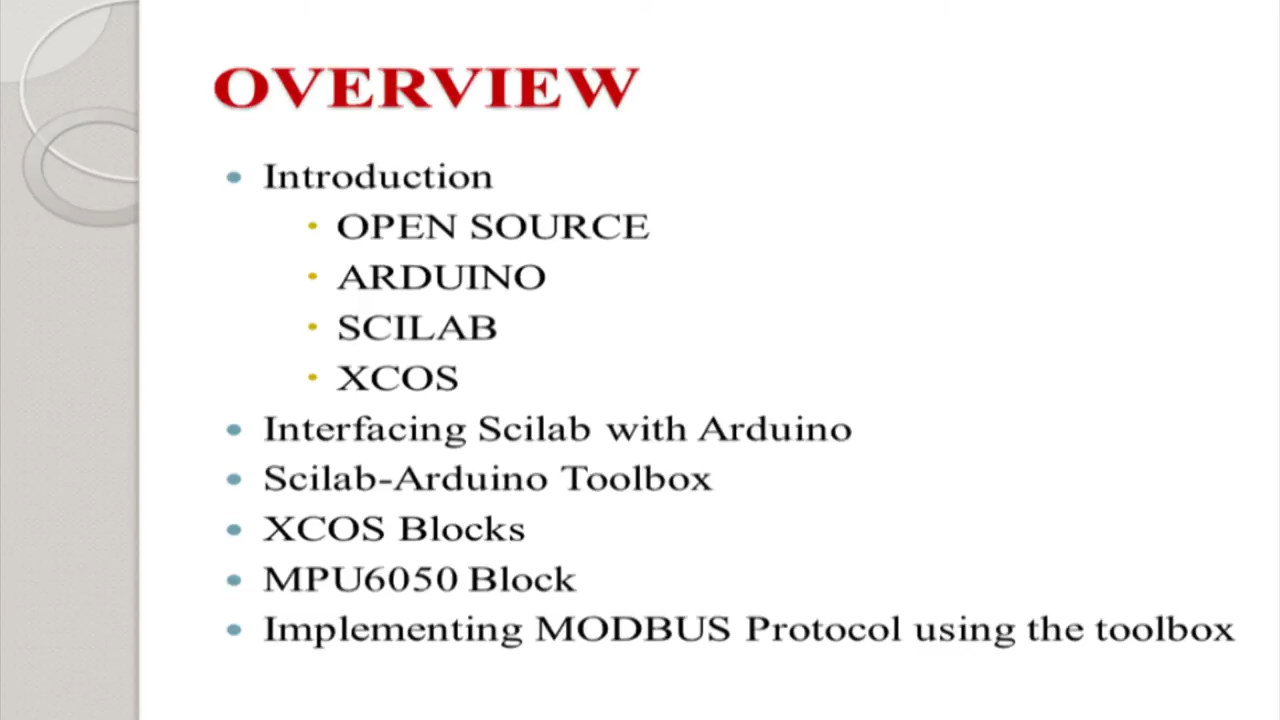 OVERVIEW
Introduction
OPEN SOURCE
ARDUINO
SCILAB
XCOS
Interfacing Scilab with Arduino
Scilab-Arduino Toolbox
XCOS Blocks
MPU6050 Block
Implementing MODBUS Protocol using the toolbox